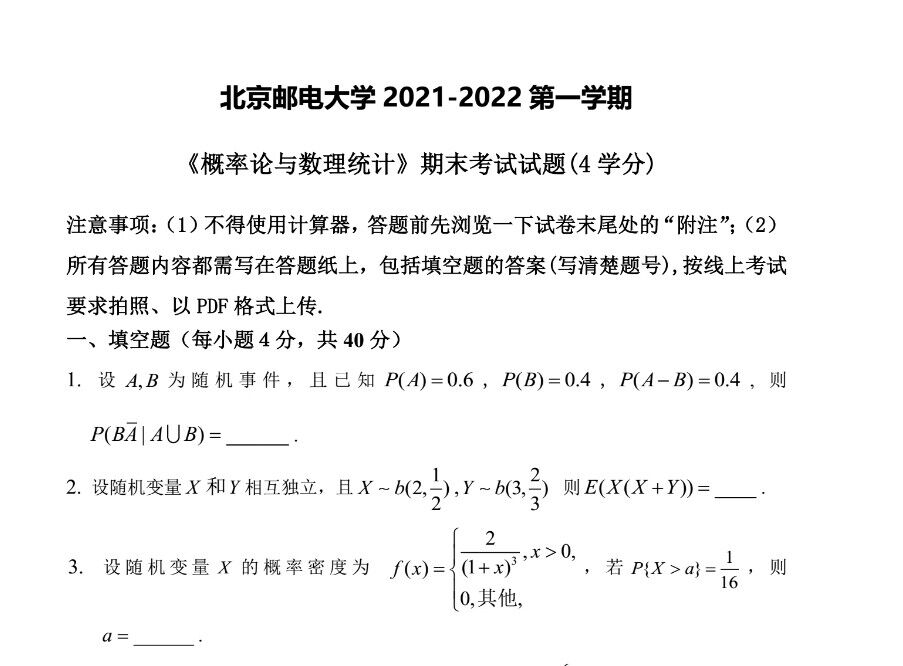 北京邮电大学 2021-2022 第一学期
《概率论与数理统计》期末考试试题(4 学分)
注意事项:(1)不得使用计算器,答题前先浏览一下试卷末尾处的“附注”;(2)
所有答题内容都需写在答题纸上,包括填空题的答案(写清楚题号),按线上考试
要求拍照、以 PDF 格式上传.
一、填空题(每小题 4 分,共 40 分)
1. 设 A,B 为随机事件,且已知 P(A)=0.6,P(B)=0.4,P(A−B)=0.4,则
P(BA̅|A∪B)=______.
2. 设随机变量 X 和 Y 相互独立,且 X~b(2,1/2),Y~b(3,2/3) 则 E(X(X+Y))=____.
3. 设随机变量 X 的概率密度为 f(x)={2/(1+x)³,x>0, 0,其他, ,若 P{X>a}=1/16,则
a=______.